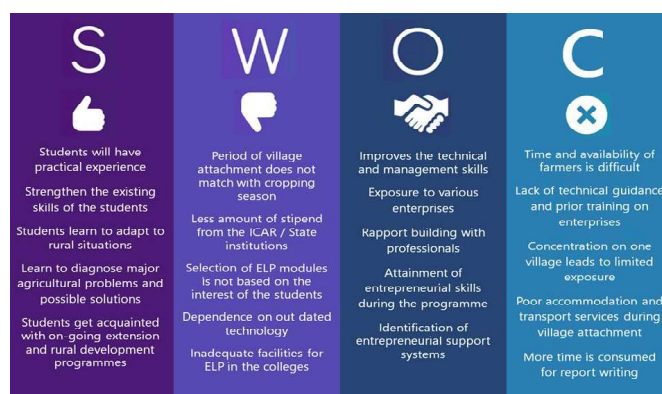 S
Students will have
practical experience
Strengthen the existing
skills of the students
Students learn to adapt to
rural situations
Learn to diagnose major
agricultural problems and
possible solutions
Students get acquainted
with on-going extension
and rural development
programmes
W
Period of village
attachment does not
match with cropping
season
Less amount of stipend
from the ICAR / State
institutions
Selection of ELP modules
is not based on the
interest of the students
Dependence on out dated
technology
Inadequate facilities for
ELP in the colleges
O
Improves the technical
and management skills
Exposure to various
enterprises
Rapport building with
professionals
Attainment of
entrepreneurial skills
during the programme
Identification of
entrepreneurial support
systems
C
Time and availability of
farmers is difficult
Lack of technical guidance
and prior training on
enterprises
Concentration on one
village leads to limited
exposure
Poor accommodation and
transport services during
village attachment
More time is consumed
for report writing